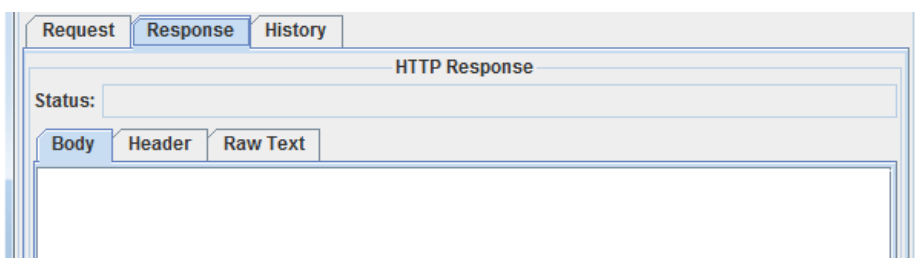 Request Response History
HTTP Response
Status:
Body Header Raw Text